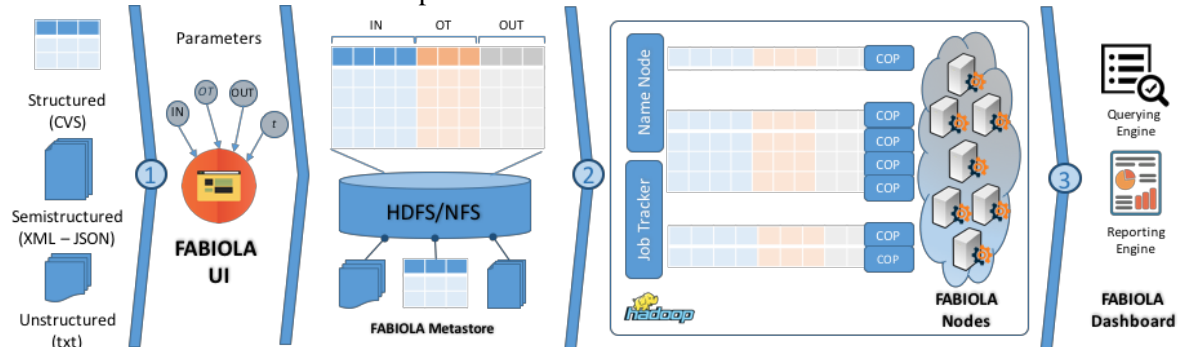 Structured
(CVS)
Semistructured
(XML – JSON)
Unstructured
(txt)
1
Parameters
IN
OT
OUT
t
FABIOLA
UI
IN
OT
OUT
HDFS/NFS
FABIOLA Metastore
2
Name Node
Job Tracker
COP
COP
COP
COP
COP
COP
COP
hadoop
FABIOLA
Nodes
3
Querying
Engine
Reporting
Engine
FABIOLA
Dashboard